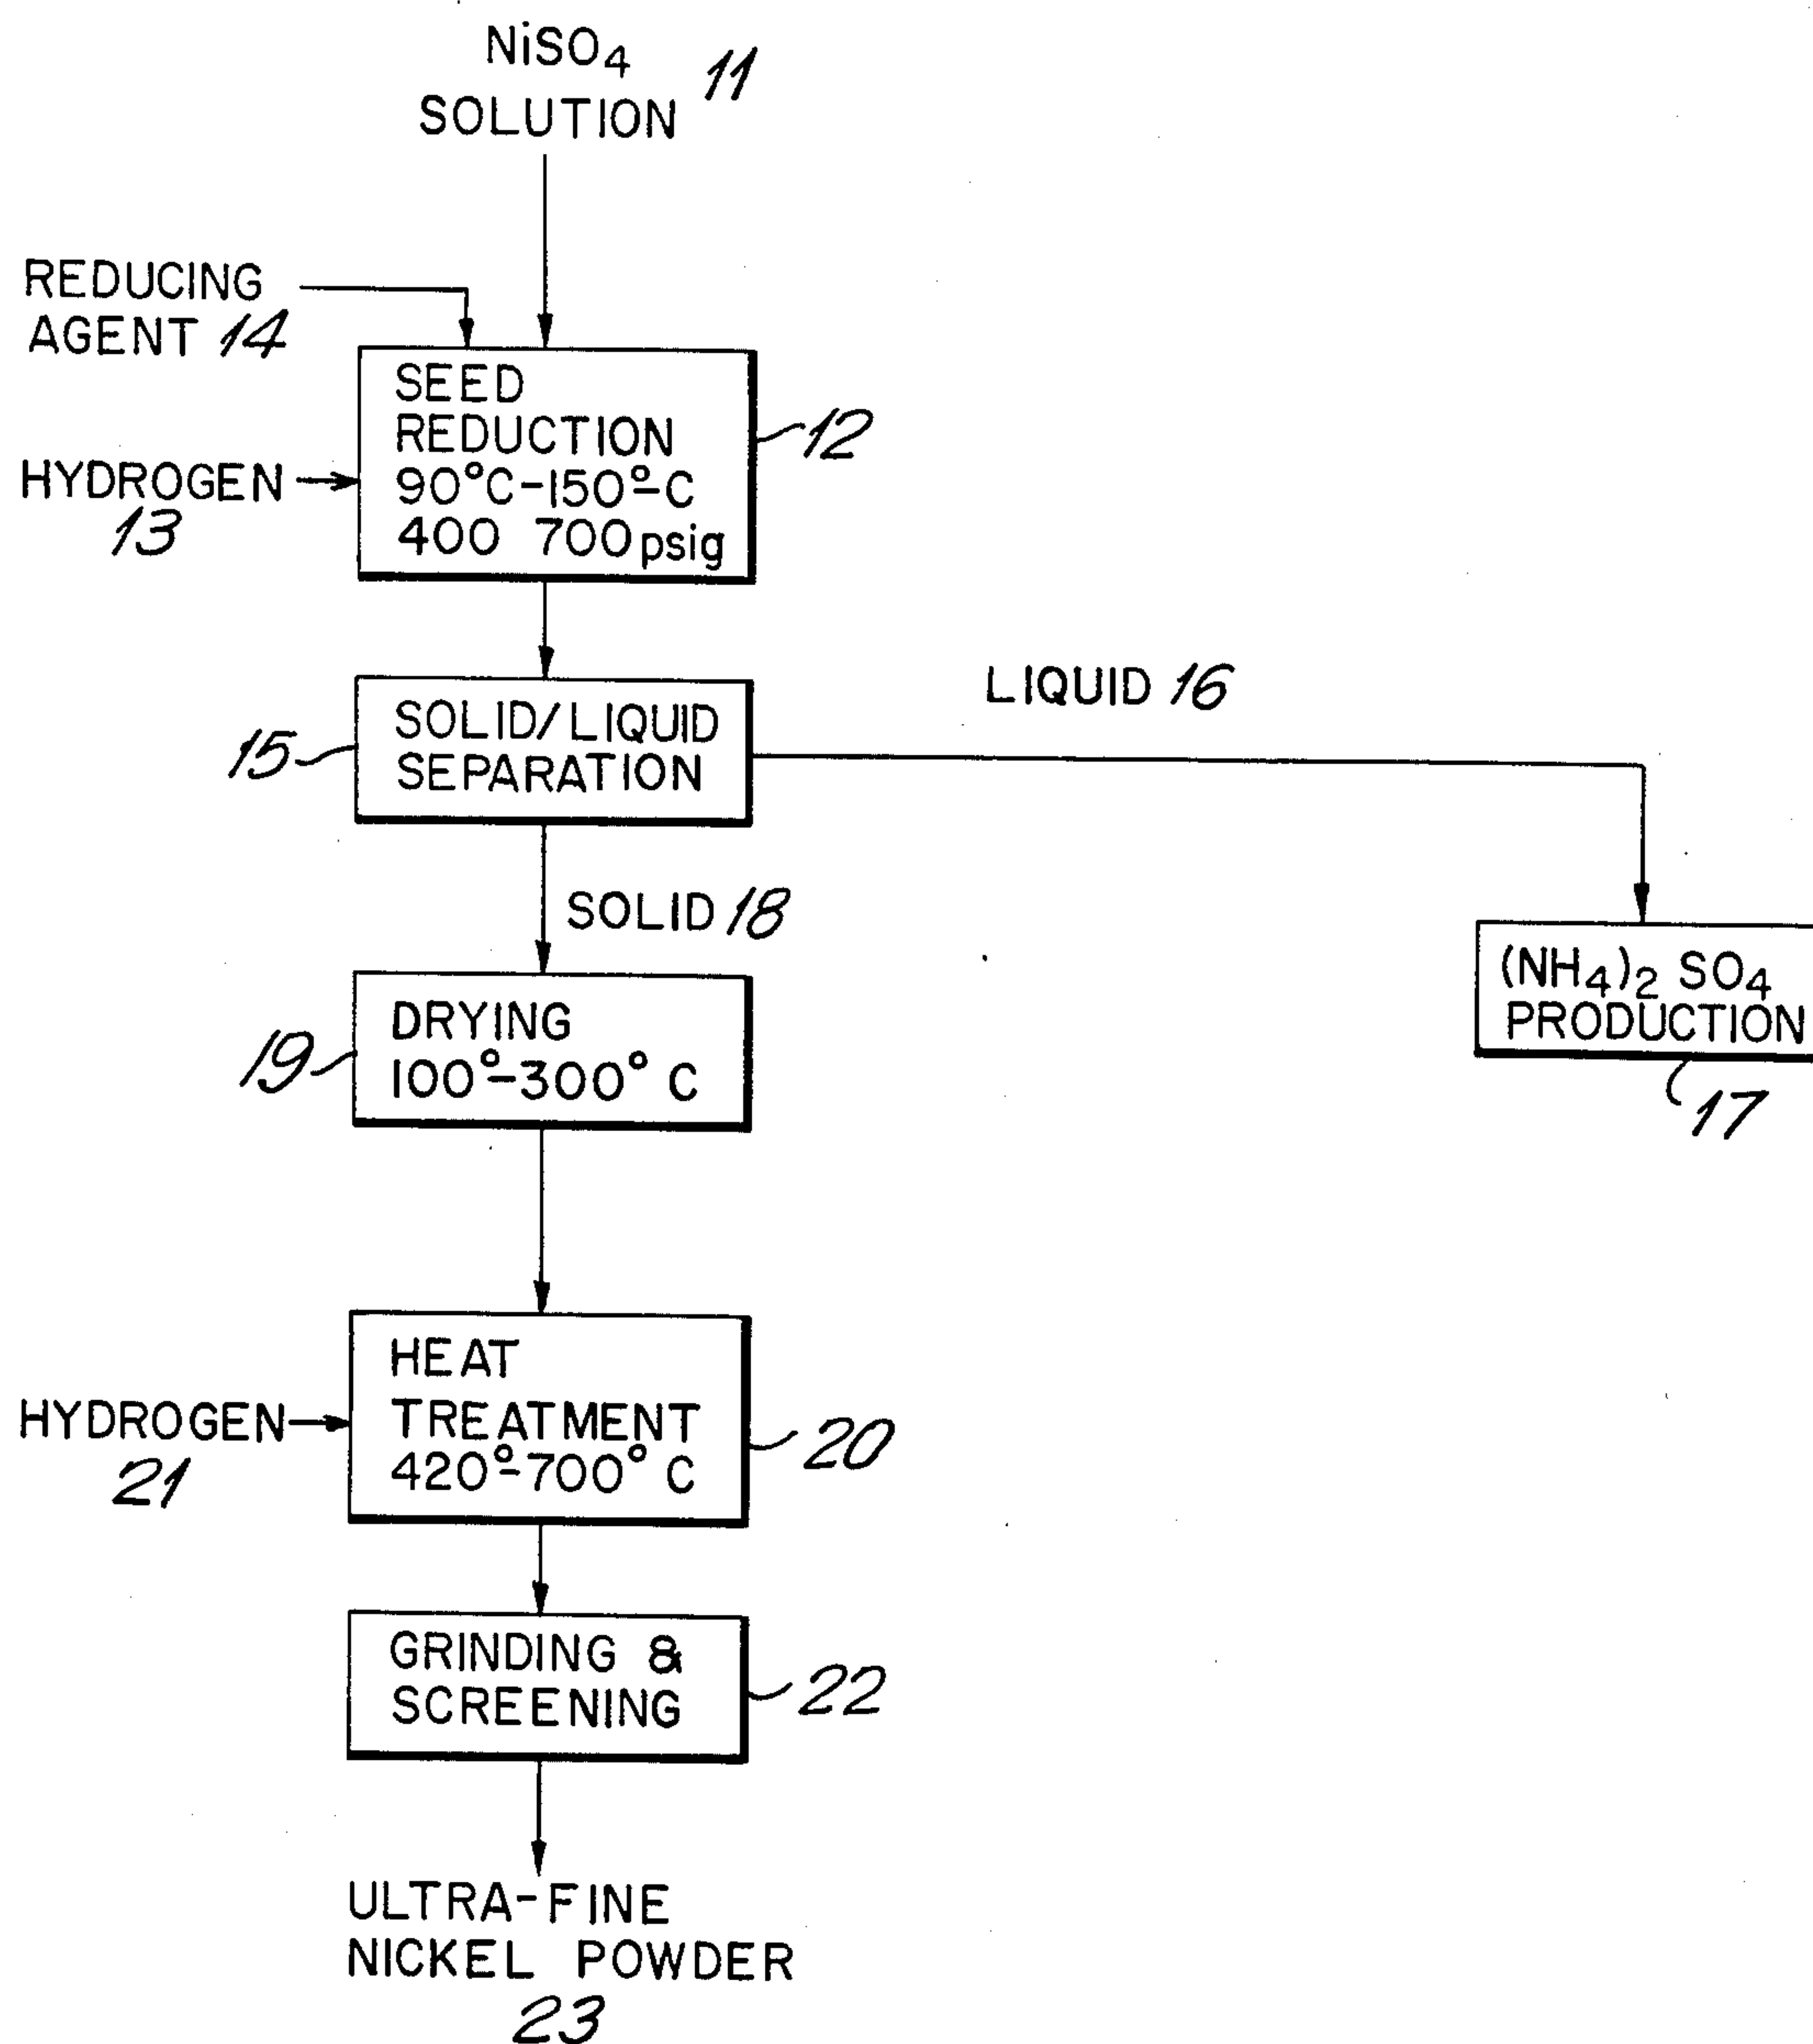 NiSO4 11
SOLUTION
REDUCING
AGENT 14
SEED
REDUCTION
90°C-150°-C
400 700psig
12
HYDROGEN
13
SOLID/LIQUID
SEPARATION
15
LIQUID 16
SOLID 18
(NH4)2 SO4
PRODUCTION
17
DRYING
100°-300° C
19
HEAT
TREATMENT
420°-700° C
20
HYDROGEN
21
GRINDING &
SCREENING
22
ULTRA-FINE
NICKEL POWDER
23